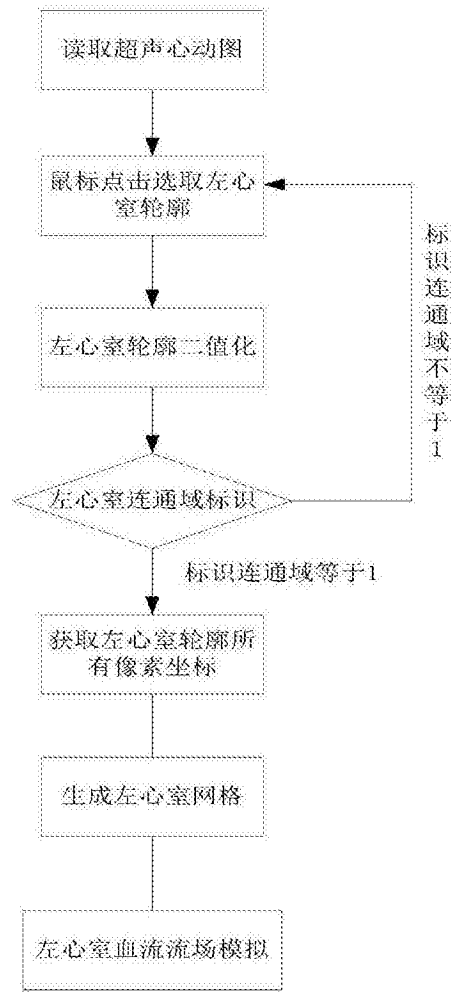 读取超声心动图
鼠标点击选取左心
室轮廓
标识连通域不等于1
左心室轮廓二值化
左心室连通域标识
标识连通域等于1
获取左心室轮廓所
有像素坐标
生成左心室网格
左心室血流流场模拟